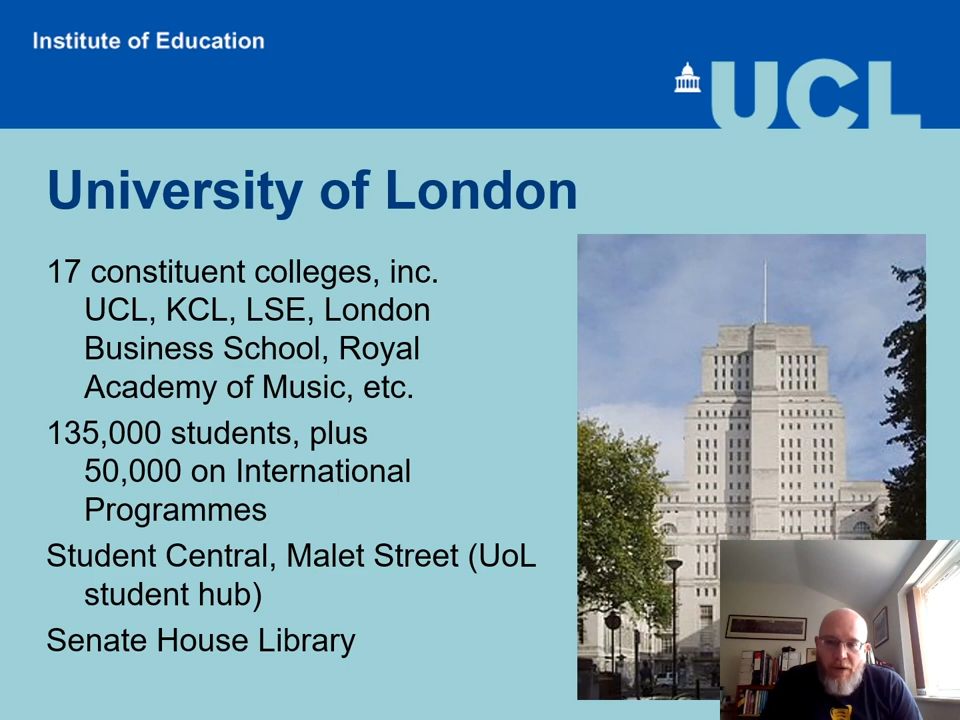 Institute of Education
UCL
University of London
17 constituent colleges, inc.
UCL, KCL, LSE, London
Business School, Royal
Academy of Music, etc.
135,000 students, plus
50,000 on International
Programmes
Student Central, Malet Street (UoL
student hub)
Senate House Library